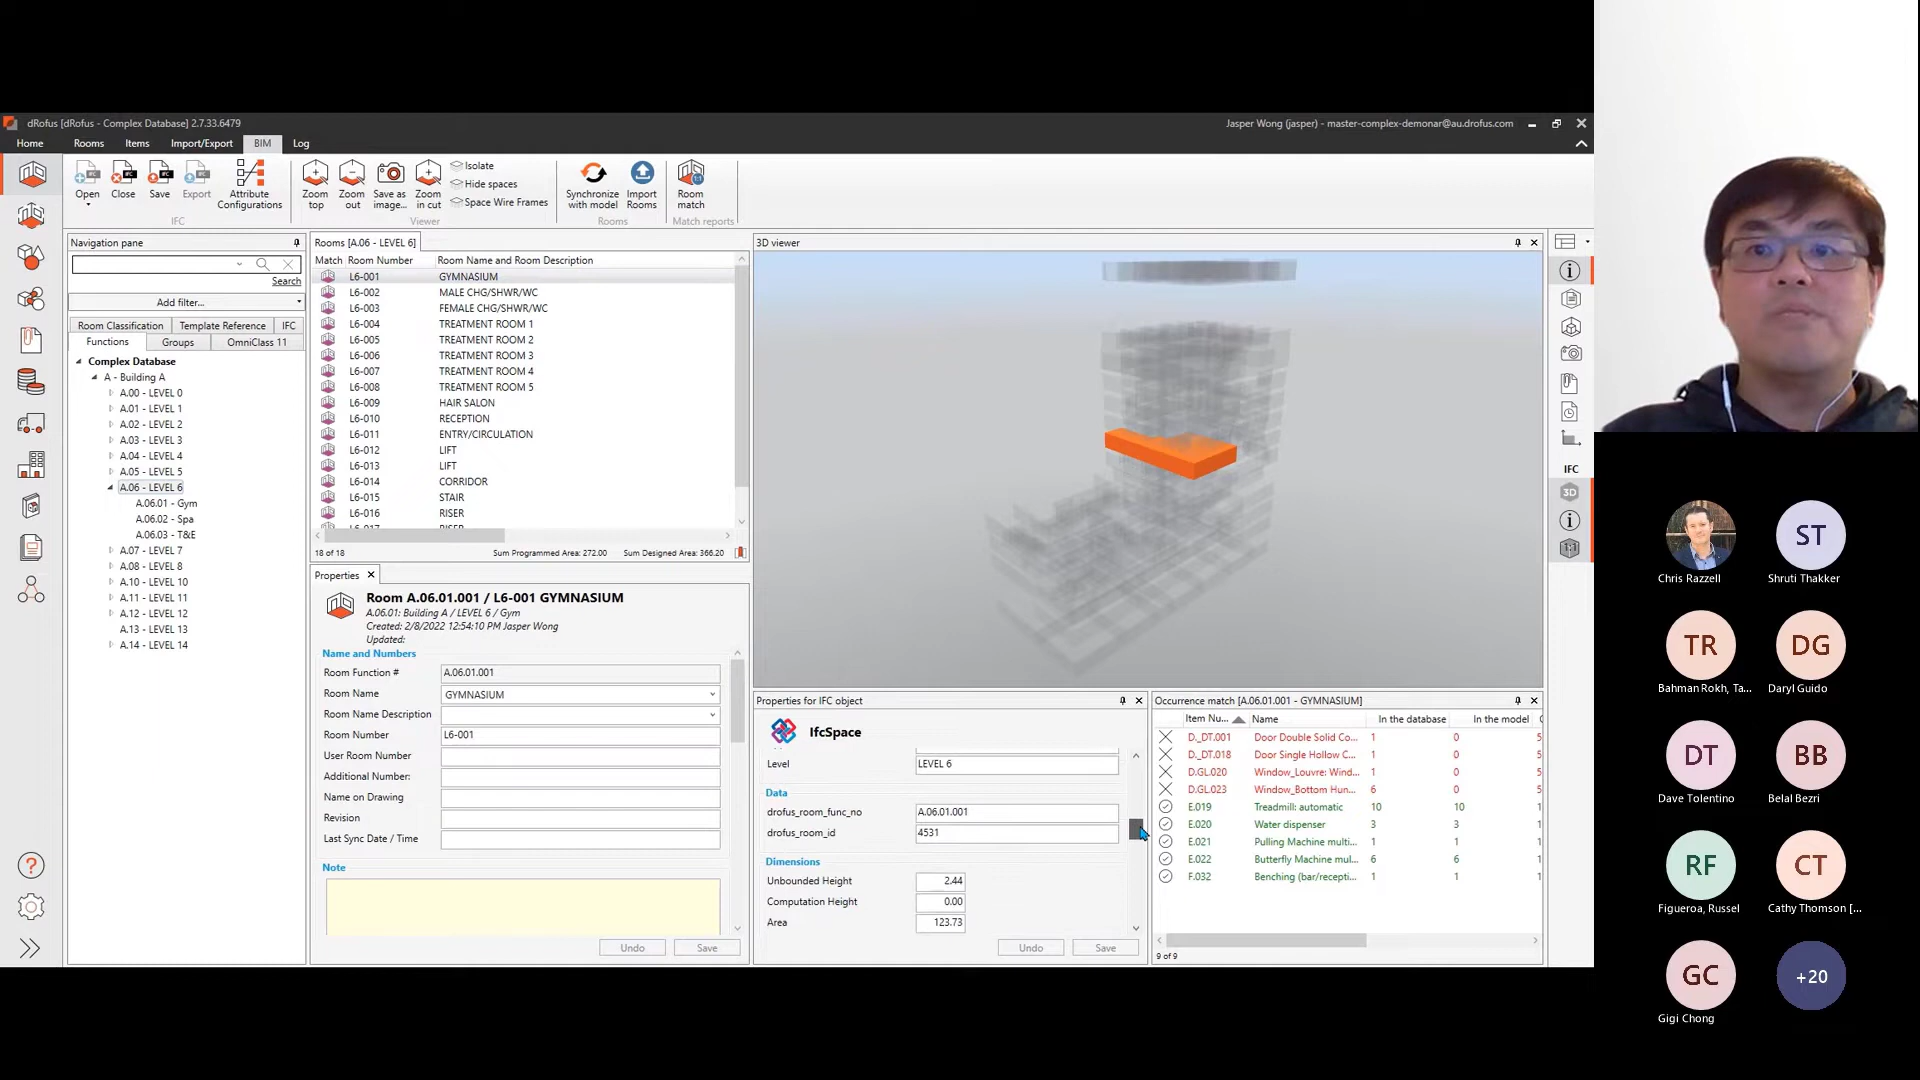 dRofus [dRofus - Complex Database] 2.7.33.6479
Jasper Wong (jasper) - master-complex-demonar@au.drofus.com
Home Rooms Items Import/Export BIM Log
Open Close Save Export Attribute Configurations
IFC
Zoom top Zoom out Save as image... Zoom in cut
Isolate
Hide spaces
Space Wire Frames
Viewer
Synchronize with model Import Rooms
Rooms
Room match
Match reports
Navigation pane
Search
Add filter...
Room Classification Template Reference IFC
Functions Groups OmniClass 11
Complex Database
A - Building A
A.00 - LEVEL 0
A.01 - LEVEL 1
A.02 - LEVEL 2
A.03 - LEVEL 3
A.04 - LEVEL 4
A.05 - LEVEL 5
A.06 - LEVEL 6
A.06.01 - Gym
A.06.02 - Spa
A.06.03 - T&E
A.07 - LEVEL 7
A.08 - LEVEL 8
A.10 - LEVEL 10
A.11 - LEVEL 11
A.12 - LEVEL 12
A.13 - LEVEL 13
A.14 - LEVEL 14
Rooms [A.06 - LEVEL 6]
Match Room Number Room Name and Room Description
L6-001 GYMNASIUM
L6-002 MALE CHG/SHWR/WC
L6-003 FEMALE CHG/SHWR/WC
L6-004 TREATMENT ROOM 1
L6-005 TREATMENT ROOM 2
L6-006 TREATMENT ROOM 3
L6-007 TREATMENT ROOM 4
L6-008 TREATMENT ROOM 5
L6-009 HAIR SALON
L6-010 RECEPTION
L6-011 ENTRY/CIRCULATION
L6-012 LIFT
L6-013 LIFT
L6-014 CORRIDOR
L6-015 STAIR
L6-016 RISER
L6-017 RISER
18 of 18 Sum Programmed Area: 272.00 Sum Designed Area: 366.20
Properties
Room A.06.01.001 / L6-001 GYMNASIUM
A.06.01: Building A / LEVEL 6 / Gym
Created: 2/8/2022 12:54:10 PM Jasper Wong
Updated:
Name and Numbers
Room Function # A.06.01.001
Room Name GYMNASIUM
Room Name Description
Room Number L6-001
User Room Number
Additional Number:
Name on Drawing
Revision
Last Sync Date / Time
Note
Undo Save
3D viewer
Properties for IFC object
IfcSpace
Level LEVEL 6
Data
drofus_room_func_no A.06.01.001
drofus_room_id 4531
Dimensions
Unbounded Height 2.44
Computation Height 0.00
Area 123.73
Undo Save
Occurrence match [A.06.01.001 - GYMNASIUM]
Item Nu... Name In the database In the model
D._DT.001 Door Double Solid Co... 1 0 5
D._DT.018 Door Single Hollow C... 1 0 5
D.GL.020 Window_Louvre: Wind... 1 0 5
D.GL.023 Window_Bottom Hun... 6 0 5
E.019 Treadmill: automatic 10 10 1
E.020 Water dispenser 3 3 1
E.021 Pulling Machine multi... 1 1 1
E.022 Butterfly Machine mul... 6 6 1
F.032 Benching (bar/recepti... 1 1 1
9 of 9
IFC
3D
Chris Razzell
ST
Shruti Thakker
TR
Bahman Rokh, Ta...
DG
Daryl Guido
DT
Dave Tolentino
BB
Belal Bezri
RF
Figueroa, Russel
CT
Cathy Thomson [...
GC
Gigi Chong
+20